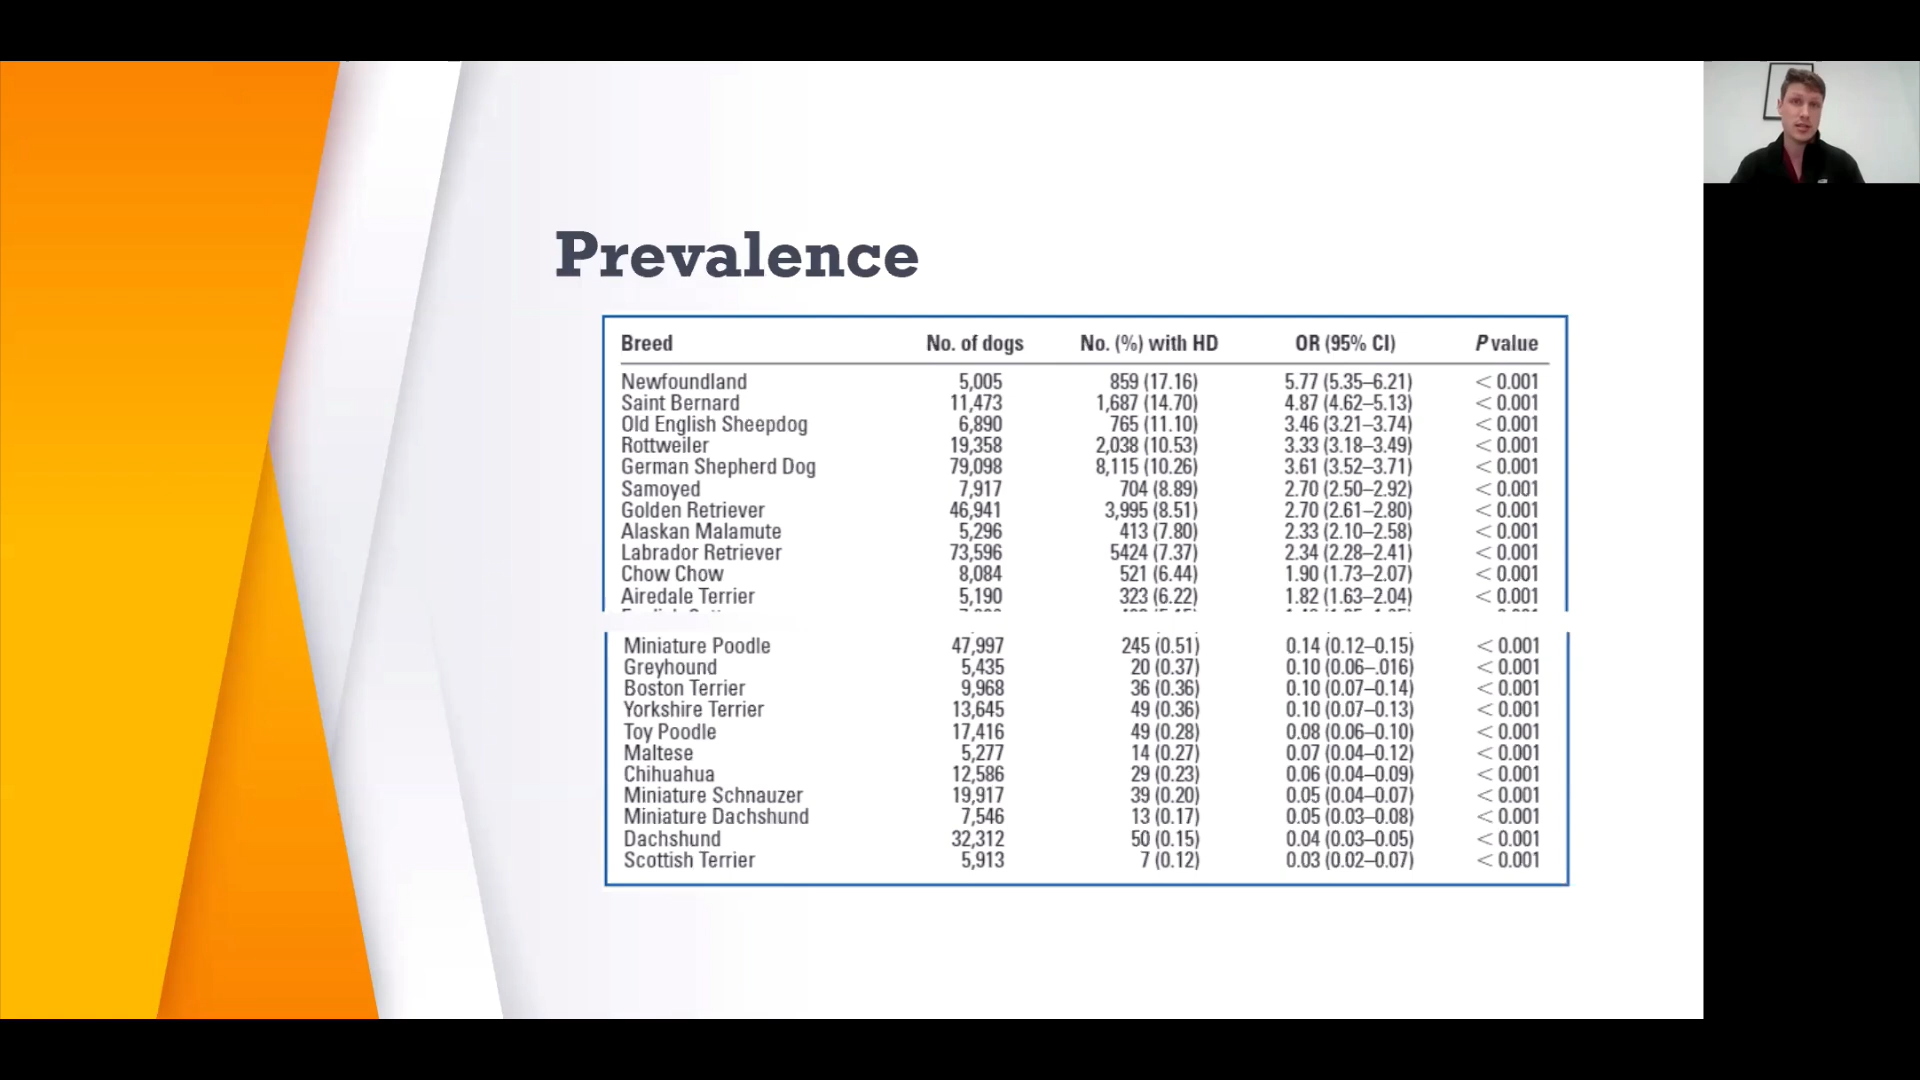 Prevalence
Breed No. of dogs No. (%) with HD OR (95% CI) P value
Newfoundland 5,005 859 (17.16) 5.77 (5.35–6.21) < 0.001
Saint Bernard 11,473 1,687 (14.70) 4.87 (4.62–5.13) < 0.001
Old English Sheepdog 6,890 765 (11.10) 3.46 (3.21–3.74) < 0.001
Rottweiler 19,358 2,038 (10.53) 3.33 (3.18–3.49) < 0.001
German Shepherd Dog 79,098 8,115 (10.26) 3.61 (3.52–3.71) < 0.001
Samoyed 7,917 704 (8.89) 2.70 (2.50–2.92) < 0.001
Golden Retriever 46,941 3,995 (8.51) 2.70 (2.61–2.80) < 0.001
Alaskan Malamute 5,296 413 (7.80) 2.33 (2.10–2.58) < 0.001
Labrador Retriever 73,596 5424 (7.37) 2.34 (2.28–2.41) < 0.001
Chow Chow 8,084 521 (6.44) 1.90 (1.73–2.07) < 0.001
Airedale Terrier 5,190 323 (6.22) 1.82 (1.63–2.04) < 0.001
Miniature Poodle 47,997 245 (0.51) 0.14 (0.12–0.15) < 0.001
Greyhound 5,435 20 (0.37) 0.10 (0.06–.016) < 0.001
Boston Terrier 9,968 36 (0.36) 0.10 (0.07–0.14) < 0.001
Yorkshire Terrier 13,645 49 (0.36) 0.10 (0.07–0.13) < 0.001
Toy Poodle 17,416 49 (0.28) 0.08 (0.06–0.10) < 0.001
Maltese 5,277 14 (0.27) 0.07 (0.04–0.12) < 0.001
Chihuahua 12,586 29 (0.23) 0.06 (0.04–0.09) < 0.001
Miniature Schnauzer 19,917 39 (0.20) 0.05 (0.04–0.07) < 0.001
Miniature Dachshund 7,546 13 (0.17) 0.05 (0.03–0.08) < 0.001
Dachshund 32,312 50 (0.15) 0.04 (0.03–0.05) < 0.001
Scottish Terrier 5,913 7 (0.12) 0.03 (0.02–0.07) < 0.001